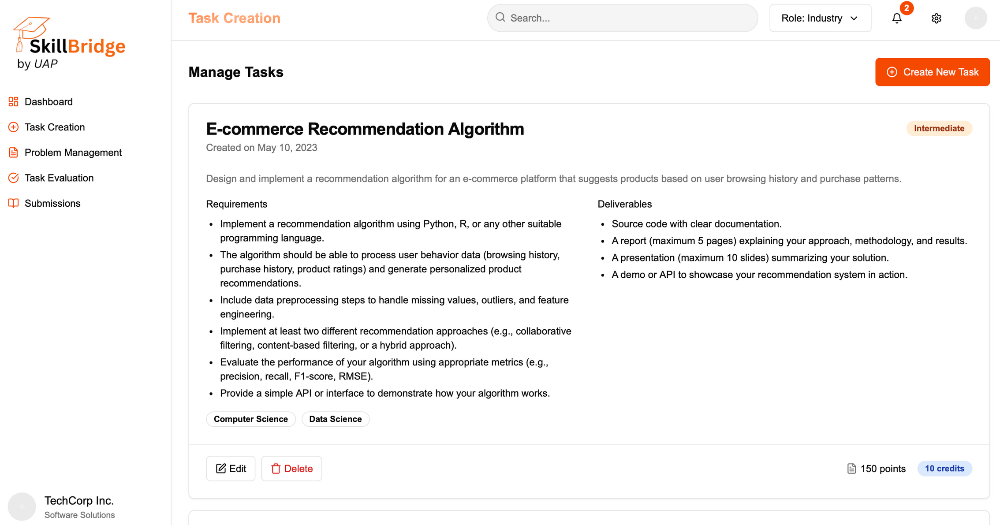 SkillBridge
by UAP
Dashboard
Task Creation
Problem Management
Task Evaluation
Submissions
TechCorp Inc.
Software Solutions
Task Creation
Search...
Role: Industry
2
Manage Tasks
Create New Task
E-commerce Recommendation Algorithm
Intermediate
Created on May 10, 2023
Design and implement a recommendation algorithm for an e-commerce platform that suggests products based on user browsing history and purchase patterns.
Requirements
• Implement a recommendation algorithm using Python, R, or any other suitable
programming language.
• The algorithm should be able to process user behavior data (browsing history,
purchase history, product ratings) and generate personalized product
recommendations.
• Include data preprocessing steps to handle missing values, outliers, and feature
engineering.
• Implement at least two different recommendation approaches (e.g., collaborative
filtering, content-based filtering, or a hybrid approach).
• Evaluate the performance of your algorithm using appropriate metrics (e.g.,
precision, recall, F1-score, RMSE).
• Provide a simple API or interface to demonstrate how your algorithm works.
Deliverables
• Source code with clear documentation.
• A report (maximum 5 pages) explaining your approach, methodology, and results.
• A presentation (maximum 10 slides) summarizing your solution.
• A demo or API to showcase your recommendation system in action.
Computer Science
Data Science
Edit
Delete
150 points
10 credits